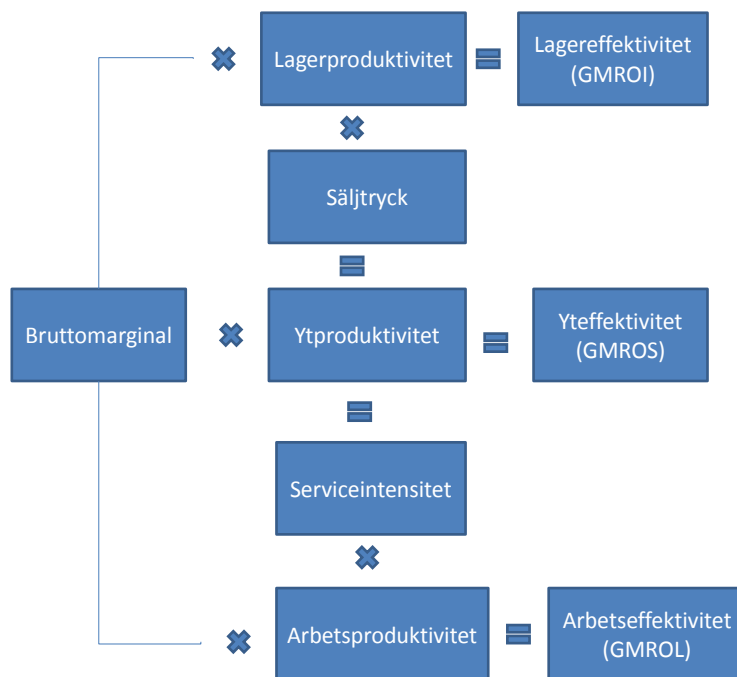 Lagerproduktivitet
Lagereffektivitet
(GMROI)
Säljtryck
Bruttomarginal
Ytproduktivitet
Yteffektivitet
(GMROS)
Serviceintensitet
Arbetsproduktivitet
Arbetseffektivitet
(GMROL)